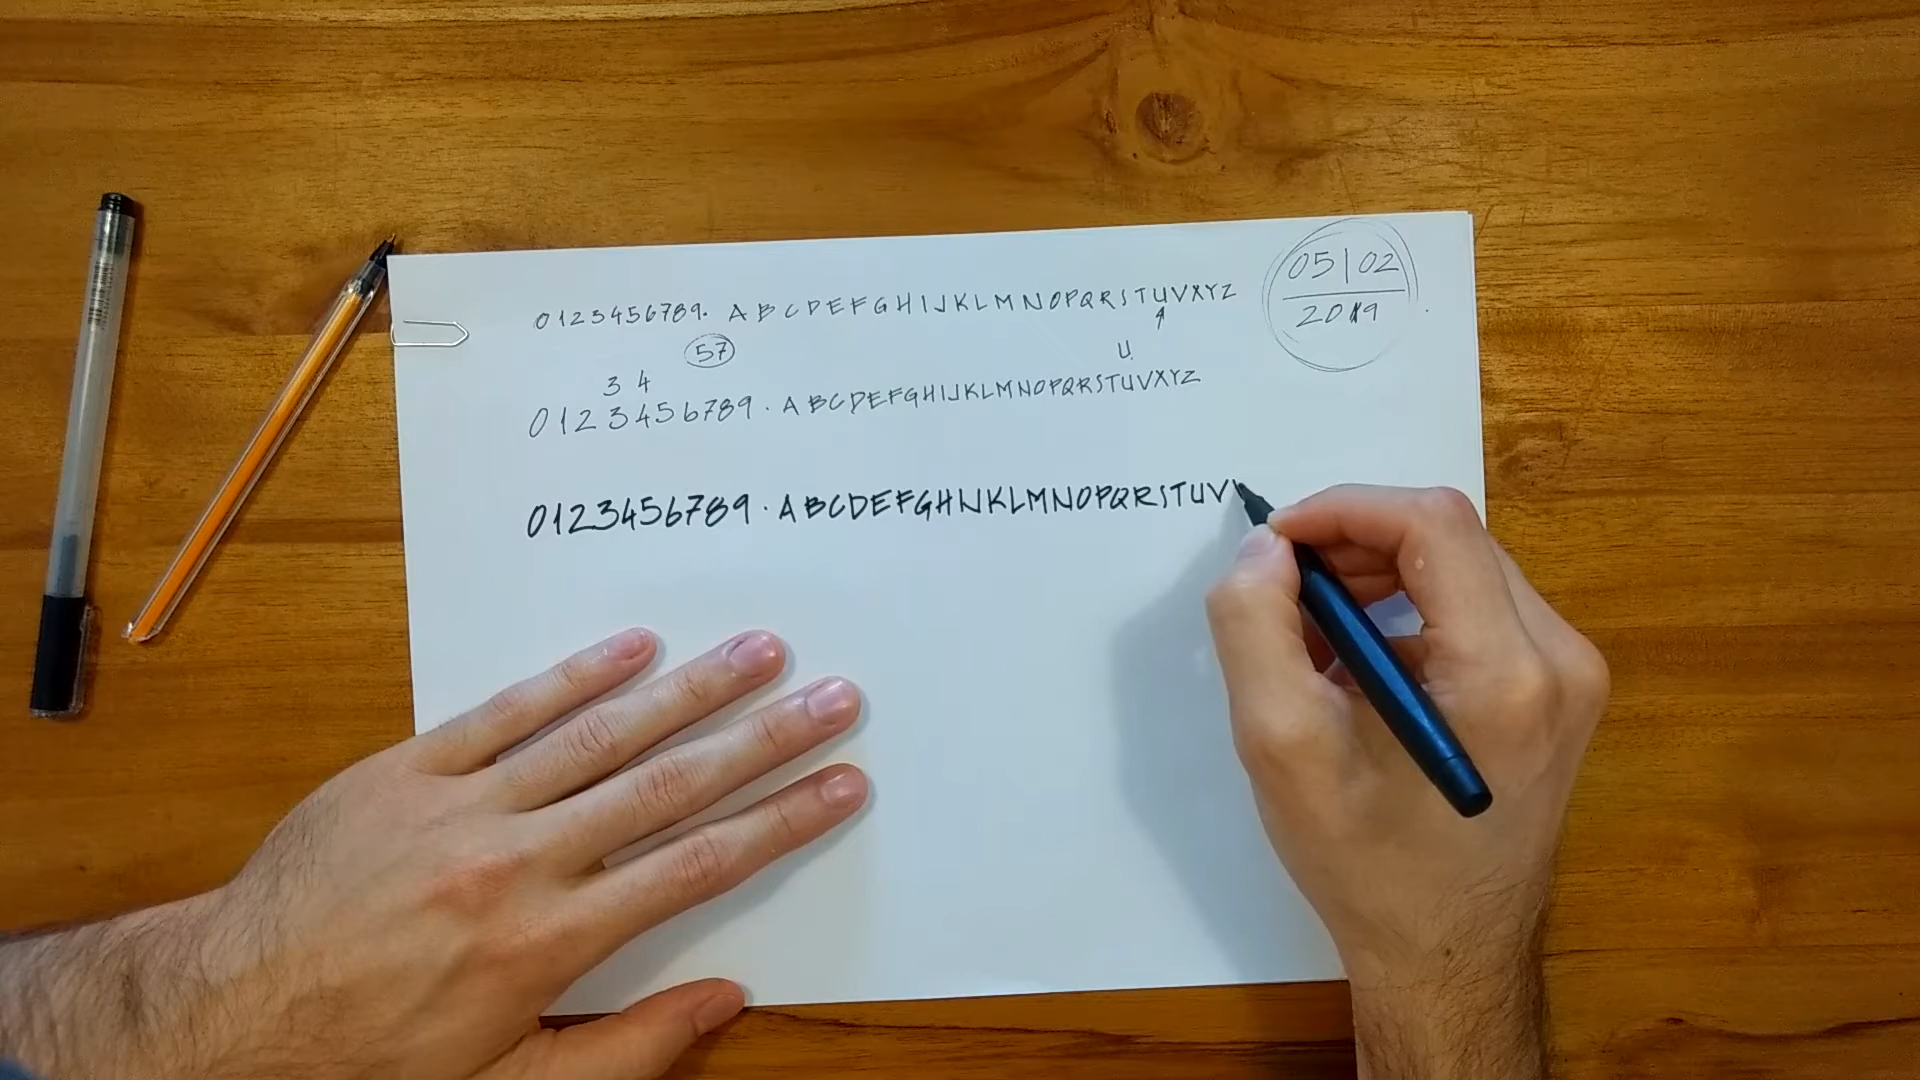 0123456789. ABCDEFGHIJKLMNOPQRSTUVXYZ
05|02
2019
57
U.
3 4
0123456789. ABCDEFGHIJKLMNOPQRSTUVXYZ
0123456789. ABCDEFGHIJKLMNOPQRSTUV